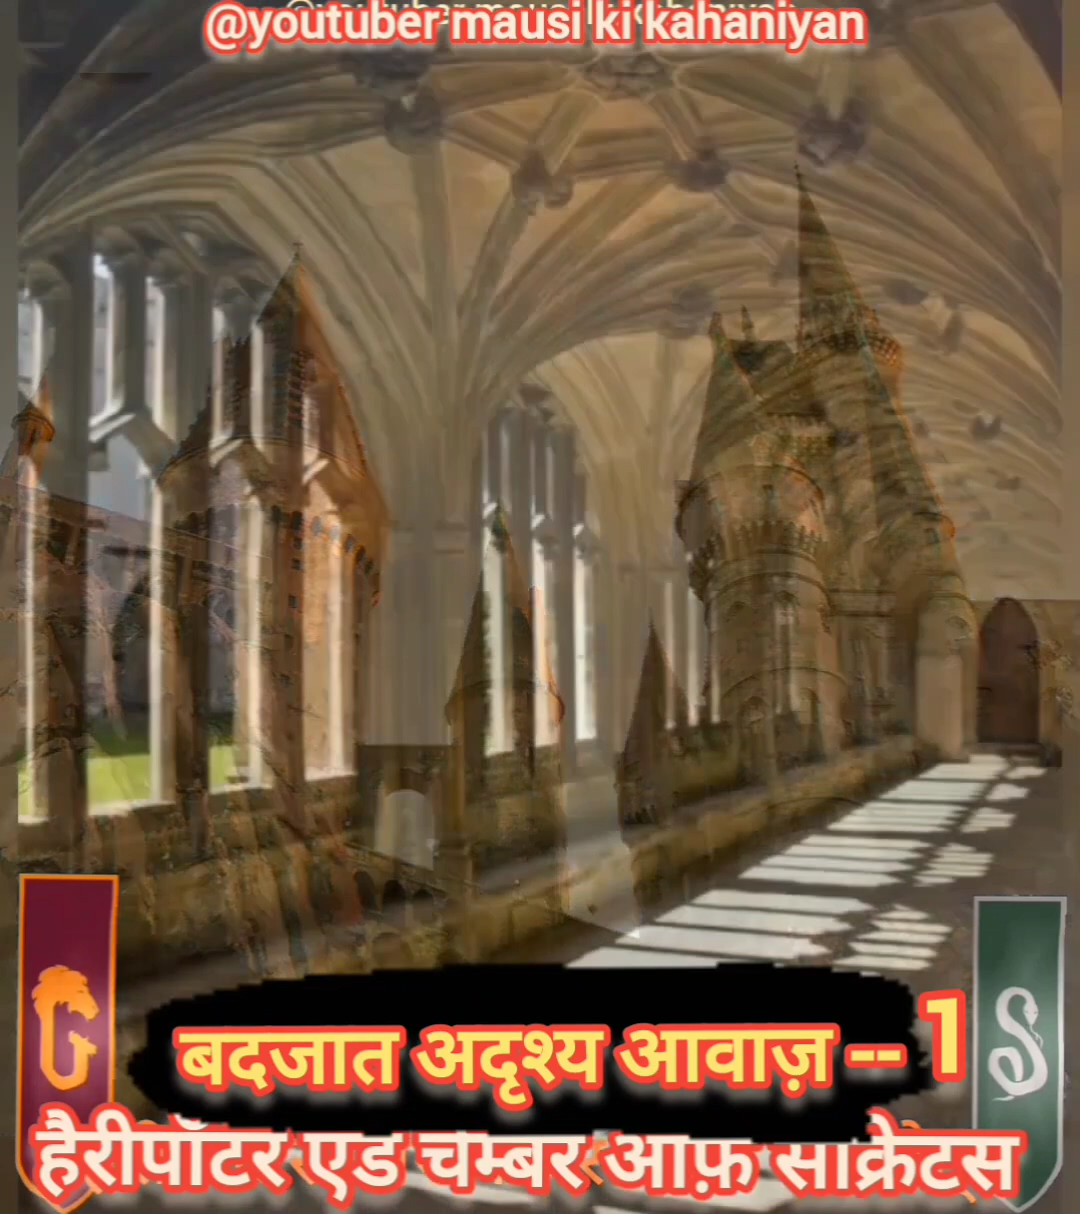 @youtuber mausi ki kahaniyan
बदजात अदृश्य आवाज़ -- 1
हैरीपॉटर एंड चम्बर आफ़ साक्रेटस